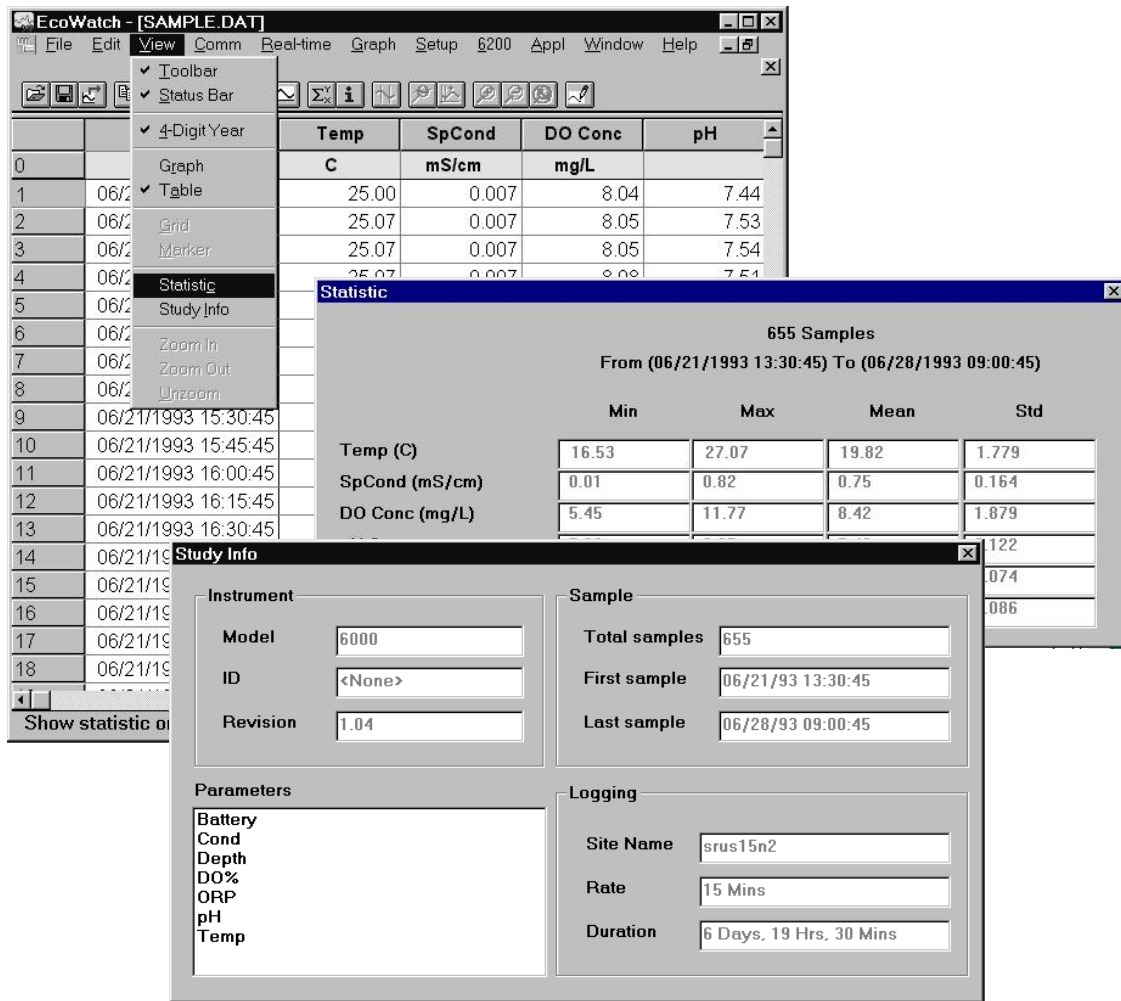 EcoWatch - [SAMPLE.DAT]
File Edit View Comm Real-time Graph Setup 6200 Appl Window Help
Toolbar
Status Bar
4-Digit Year
Graph
Table
Grid
Marker
Statistic
Study Info
Zoom In
Zoom Out
Unzoom
Temp SpCond DO Conc pH
0 C mS/cm mg/L
1 06/2 25.00 0.007 8.04 7.44
2 06/2 25.07 0.007 8.05 7.53
3 06/2 25.07 0.007 8.05 7.54
4 06/2 25.07 0.007 8.08 7.51
5 06/2
6 06/2
7 06/2
8 06/2
9 06/21/1993 15:30:45
10 06/21/1993 15:45:45
11 06/21/1993 16:00:45
12 06/21/1993 16:15:45
13 06/21/1993 16:30:45
14 06/21/19
15 06/21/19
16 06/21/19
17 06/21/19
18 06/21/19
Show statistic
Statistic
655 Samples
From (06/21/1993 13:30:45) To (06/28/1993 09:00:45)
Min Max Mean Std
Temp (C) 16.53 27.07 19.82 1.779
SpCond (mS/cm) 0.01 0.82 0.75 0.164
DO Conc (mg/L) 5.45 11.77 8.42 1.879
.122
.074
.086
Study Info
Instrument
Model 6000
ID <None>
Revision 1.04
Sample
Total samples 655
First sample 06/21/93 13:30:45
Last sample 06/28/93 09:00:45
Parameters
Battery
Cond
Depth
DO%
ORP
pH
Temp
Logging
Site Name srus15n2
Rate 15 Mins
Duration 6 Days, 19 Hrs, 30 Mins